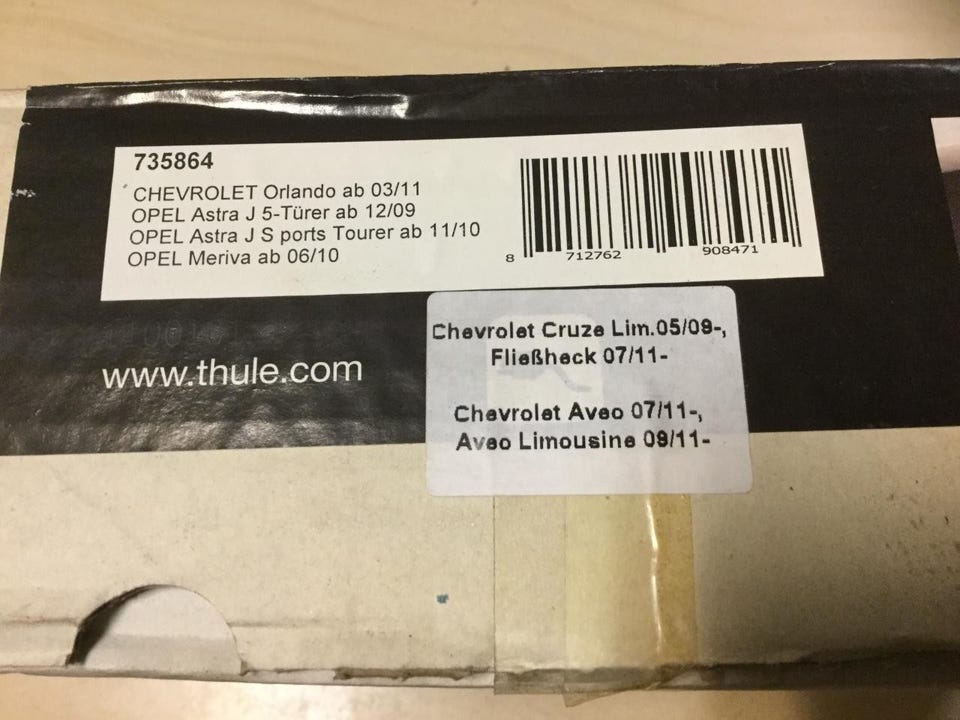 735864
CHEVROLET Orlando ab 03/11
OPEL Astra J 5-Türer ab 12/09
OPEL Astra J S ports Tourer ab 11/10
OPEL Meriva ab 06/10
8 712762 908471
www.thule.com
Chevrolet Cruze Lim.05/09-,
Fließheck 07/11-
Chevrolet Aveo 07/11-,
Aveo Limousine 09/11-